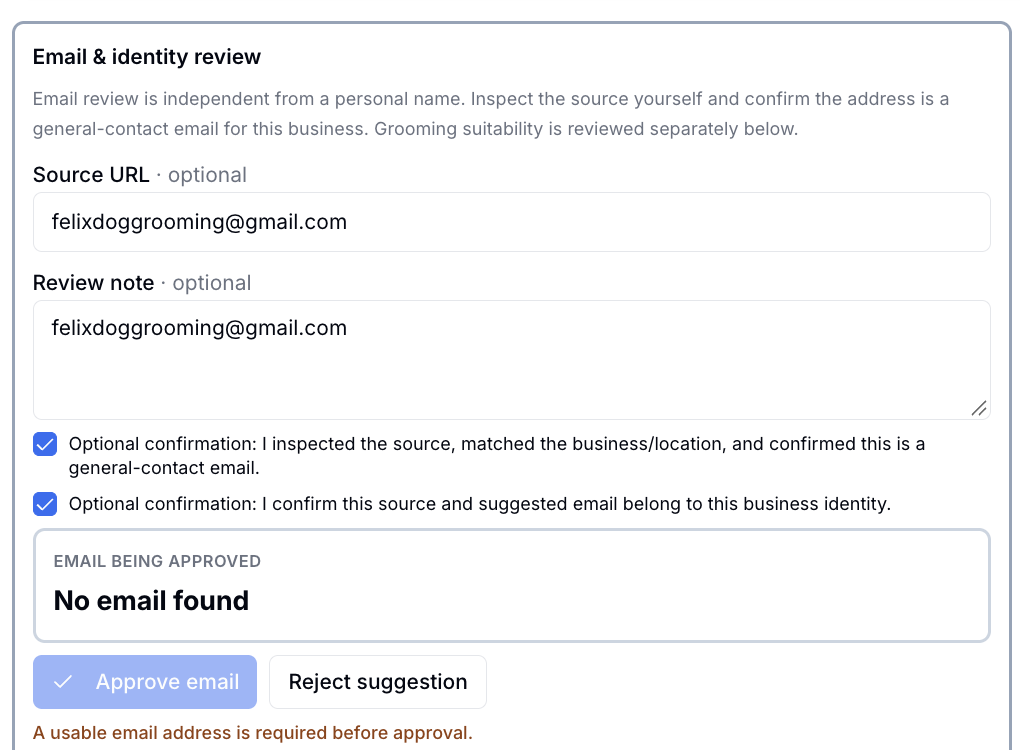 Email & identity review
Email review is independent from a personal name. Inspect the source yourself and confirm the address is a
general-contact email for this business. Grooming suitability is reviewed separately below.
Source URL · optional
felixdoggrooming@gmail.com
Review note · optional
felixdoggrooming@gmail.com
Optional confirmation: I inspected the source, matched the business/location, and confirmed this is a
general-contact email.
Optional confirmation: I confirm this source and suggested email belong to this business identity.
EMAIL BEING APPROVED
No email found
Approve email
Reject suggestion
A usable email address is required before approval.